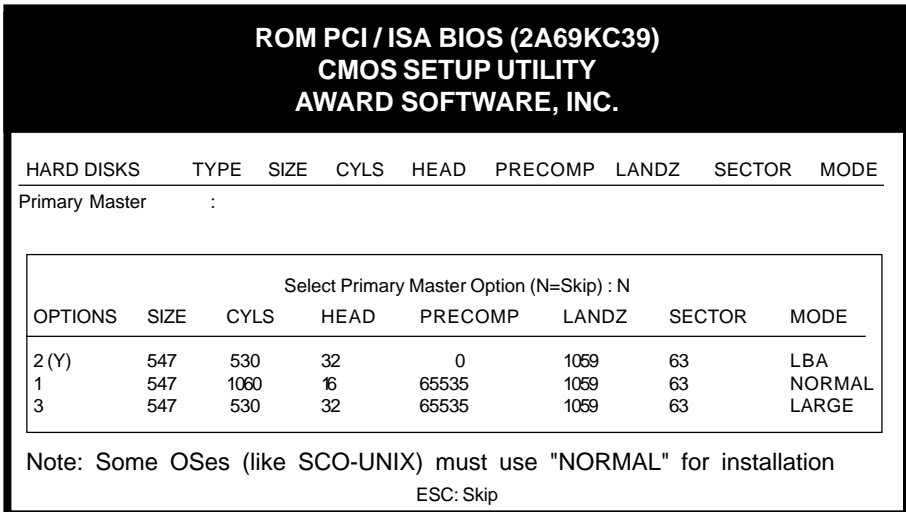 ROM PCI / ISA BIOS (2A69KC39)
CMOS SETUP UTILITY
AWARD SOFTWARE, INC.
HARD DISKS TYPE SIZE CYLS HEAD PRECOMP LANDZ SECTOR MODE
Primary Master :
Select Primary Master Option (N=Skip) : N
OPTIONS SIZE CYLS HEAD PRECOMP LANDZ SECTOR MODE
2 (Y) 547 530 32 0 1059 63 LBA
1 547 1060 16 65535 1059 63 NORMAL
3 547 530 32 65535 1059 63 LARGE
Note: Some OSes (like SCO-UNIX) must use "NORMAL" for installation
ESC: Skip